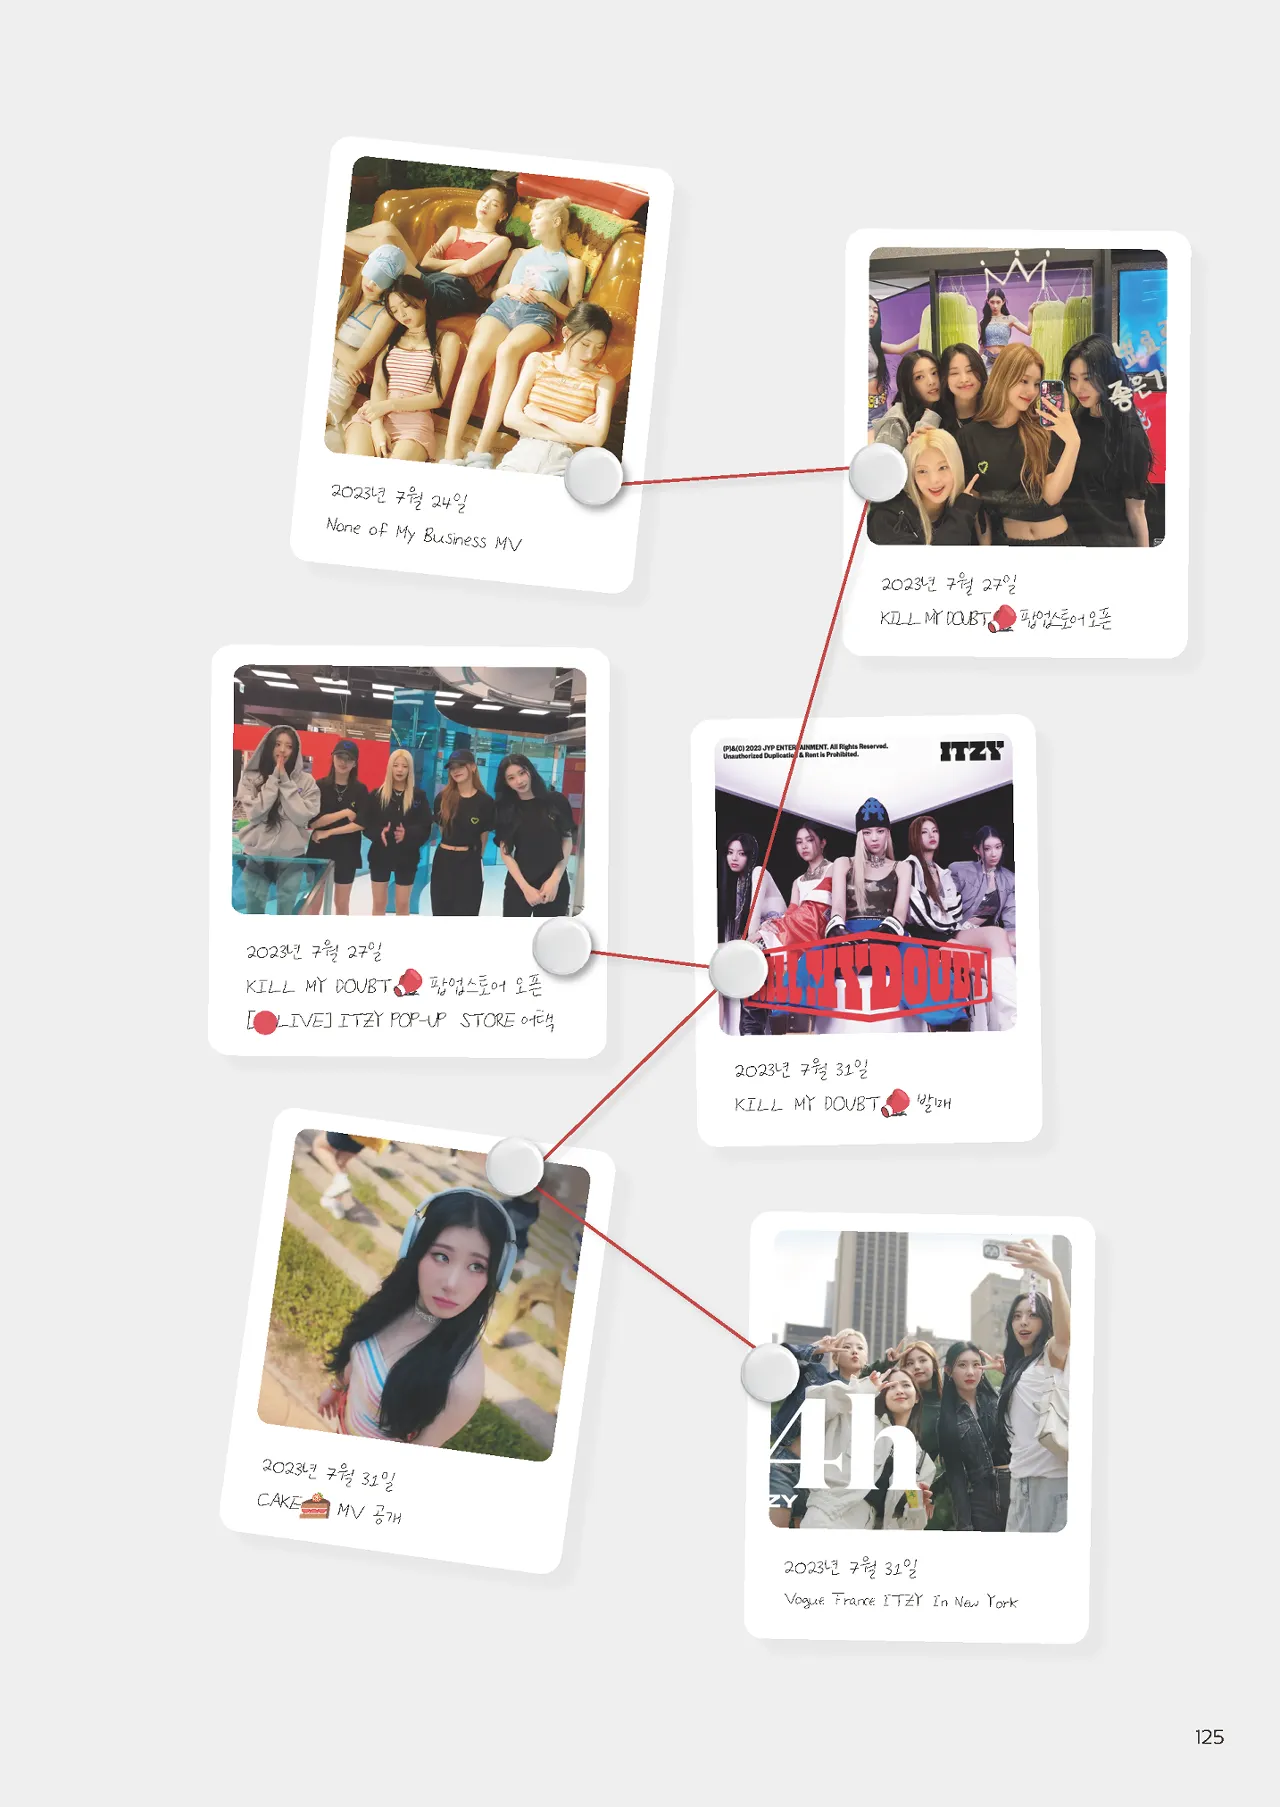 2023년 7월 24일
None of My Business MV
좋은
2023년 7월 27일
KILL MY DOUBT🥊 팝업스토어 오픈
2023년 7월 27일
KILL MY DOUBT🥊 팝업스토어 오픈
[🔴LIVE] ITZY POP-UP STORE 어택
(P)&(C) 2023 JYP ENTERTAINMENT. All Rights Reserved.
Unauthorized Duplication & Rent is Prohibited.
ITZY
KILL MY DOUBT
2023년 7월 31일
KILL MY DOUBT🥊 발매
2023년 7월 31일
CAKE🍰 MV 공개
4h
ZY
2023년 7월 31일
Vogue France ITZY In New York
125